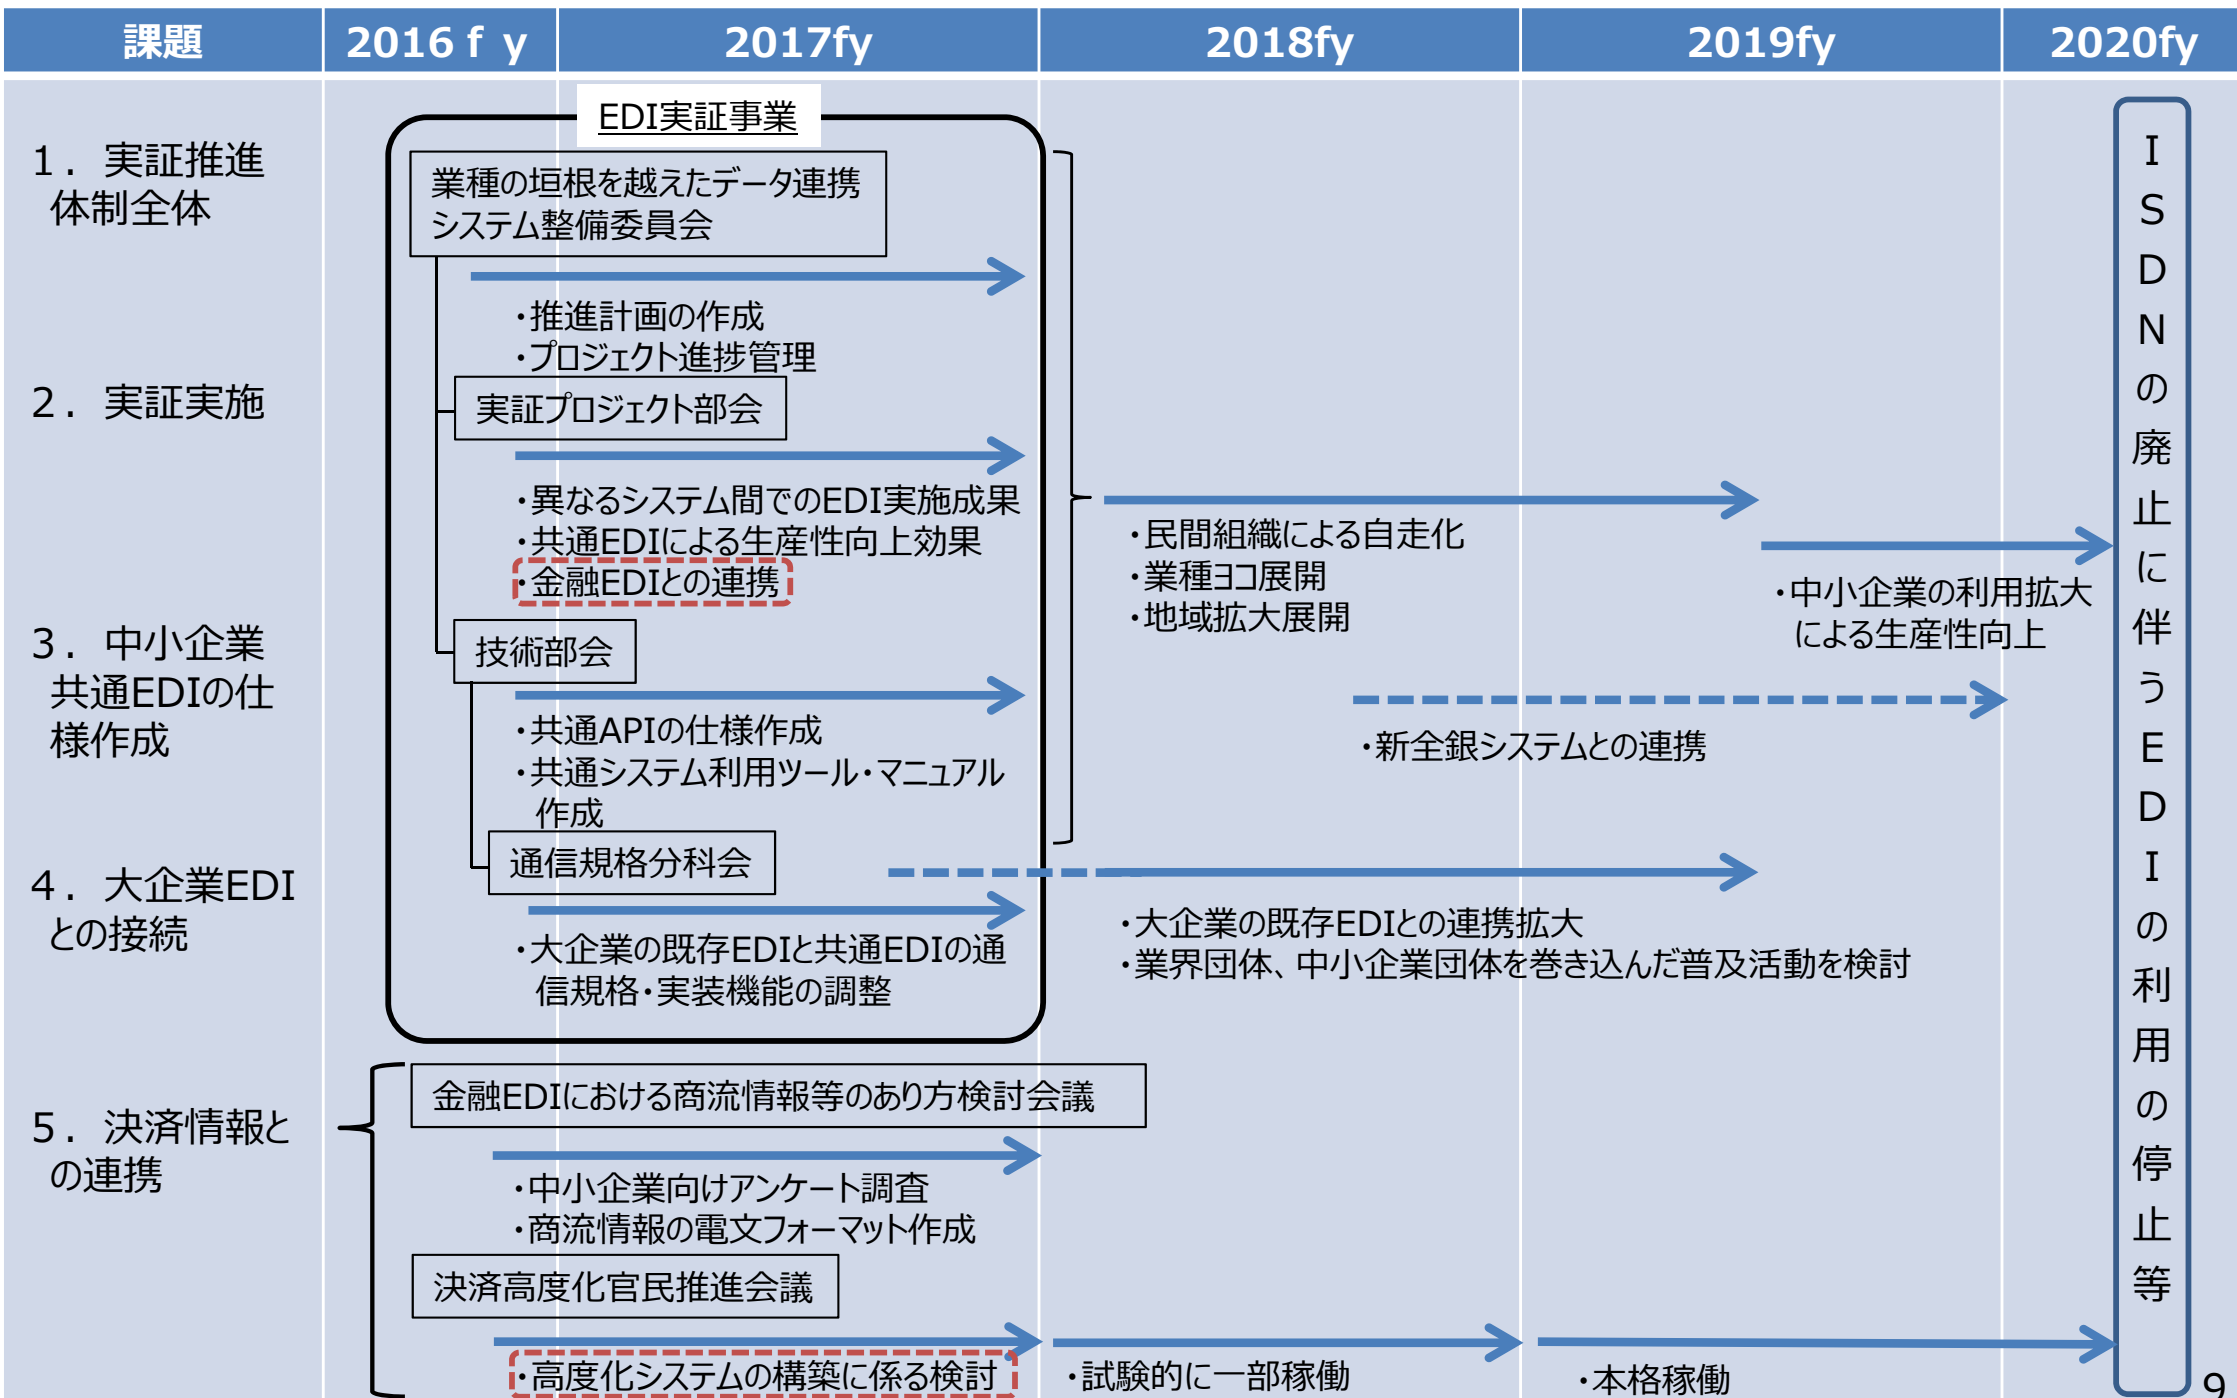 課題
2016ｆｙ
2017fy
2018fy
2019fy
2020fy
１．実証推進
体制全体
２．実証実施
３．中小企業
共通EDIの仕
様作成
４．大企業EDI
との接続
５．決済情報と
の連携
EDI実証事業
業種の垣根を越えたデータ連携
システム整備委員会
・推進計画の作成
・プロジェクト進捗管理
実証プロジェクト部会
・異なるシステム間でのEDI実施成果
・共通EDIによる生産性向上効果
・金融EDIとの連携
技術部会
・共通APIの仕様作成
・共通システム利用ツール・マニュアル
作成
通信規格分科会
・大企業の既存EDIと共通EDIの通
信規格・実装機能の調整
・民間組織による自走化
・業種ヨコ展開
・地域拡大展開
・中小企業の利用拡大
による生産性向上
・新全銀システムとの連携
・大企業の既存EDIとの連携拡大
・業界団体、中小企業団体を巻き込んだ普及活動を検討
金融EDIにおける商流情報等のあり方検討会議
・中小企業向けアンケート調査
・商流情報の電文フォーマット作成
決済高度化官民推進会議
・高度化システムの構築に係る検討
・試験的に一部稼働
・本格稼働
ＩＳＤＮの廃止に伴うＥＤＩの利用の停止等
9